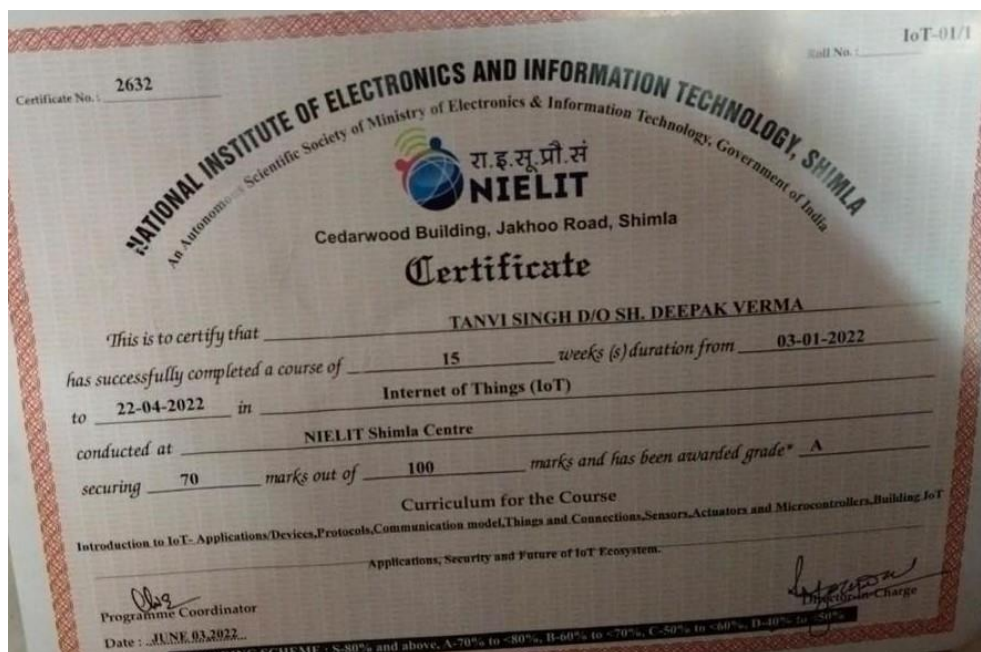 IoT-01/1
Roll No. :
Certificate No. : 2632
NATIONAL INSTITUTE OF ELECTRONICS AND INFORMATION TECHNOLOGY, SHIMLA
An Autonomous Scientific Society of Ministry of Electronics & Information Technology, Government of India
रा.इ.सू.प्रौ.सं
NIELIT
Cedarwood Building, Jakhoo Road, Shimla
Certificate
This is to certify that TANVI SINGH D/O SH. DEEPAK VERMA
has successfully completed a course of 15 weeks (s) duration from 03-01-2022
to 22-04-2022 in Internet of Things (IoT)
conducted at NIELIT Shimla Centre
securing 70 marks out of 100 marks and has been awarded grade* A
Curriculum for the Course
Introduction to IoT- Applications/Devices,Protocols,Communication model,Things and Connections,Sensors,Actuators and Microcontrollers,Building IoT
Applications, Security and Future of IoT Ecosystem.
Programme Coordinator
Director-in-Charge
Date : JUNE 03,2022
SCHEME : S-80% and above, A-70% to <80%, B-60% to <70%, C-50% to <60%, D-40% to <50%